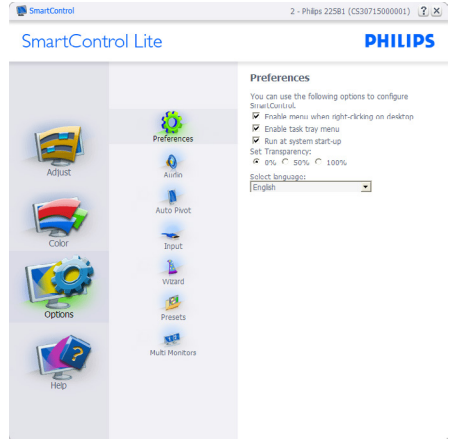 SmartControl
2 - Philips 225B1 (CS30715000001)
SmartControl Lite
PHILIPS
Adjust
Color
Options
Help
Preferences
Audio
Auto Pivot
Input
Wizard
Presets
Multi Monitors
Preferences
You can use the following options to configure
SmartControl.
Enable menu when right-clicking on desktop
Enable task tray menu
Run at system start-up
Set Transparency:
0% 50% 100%
Select language:
English